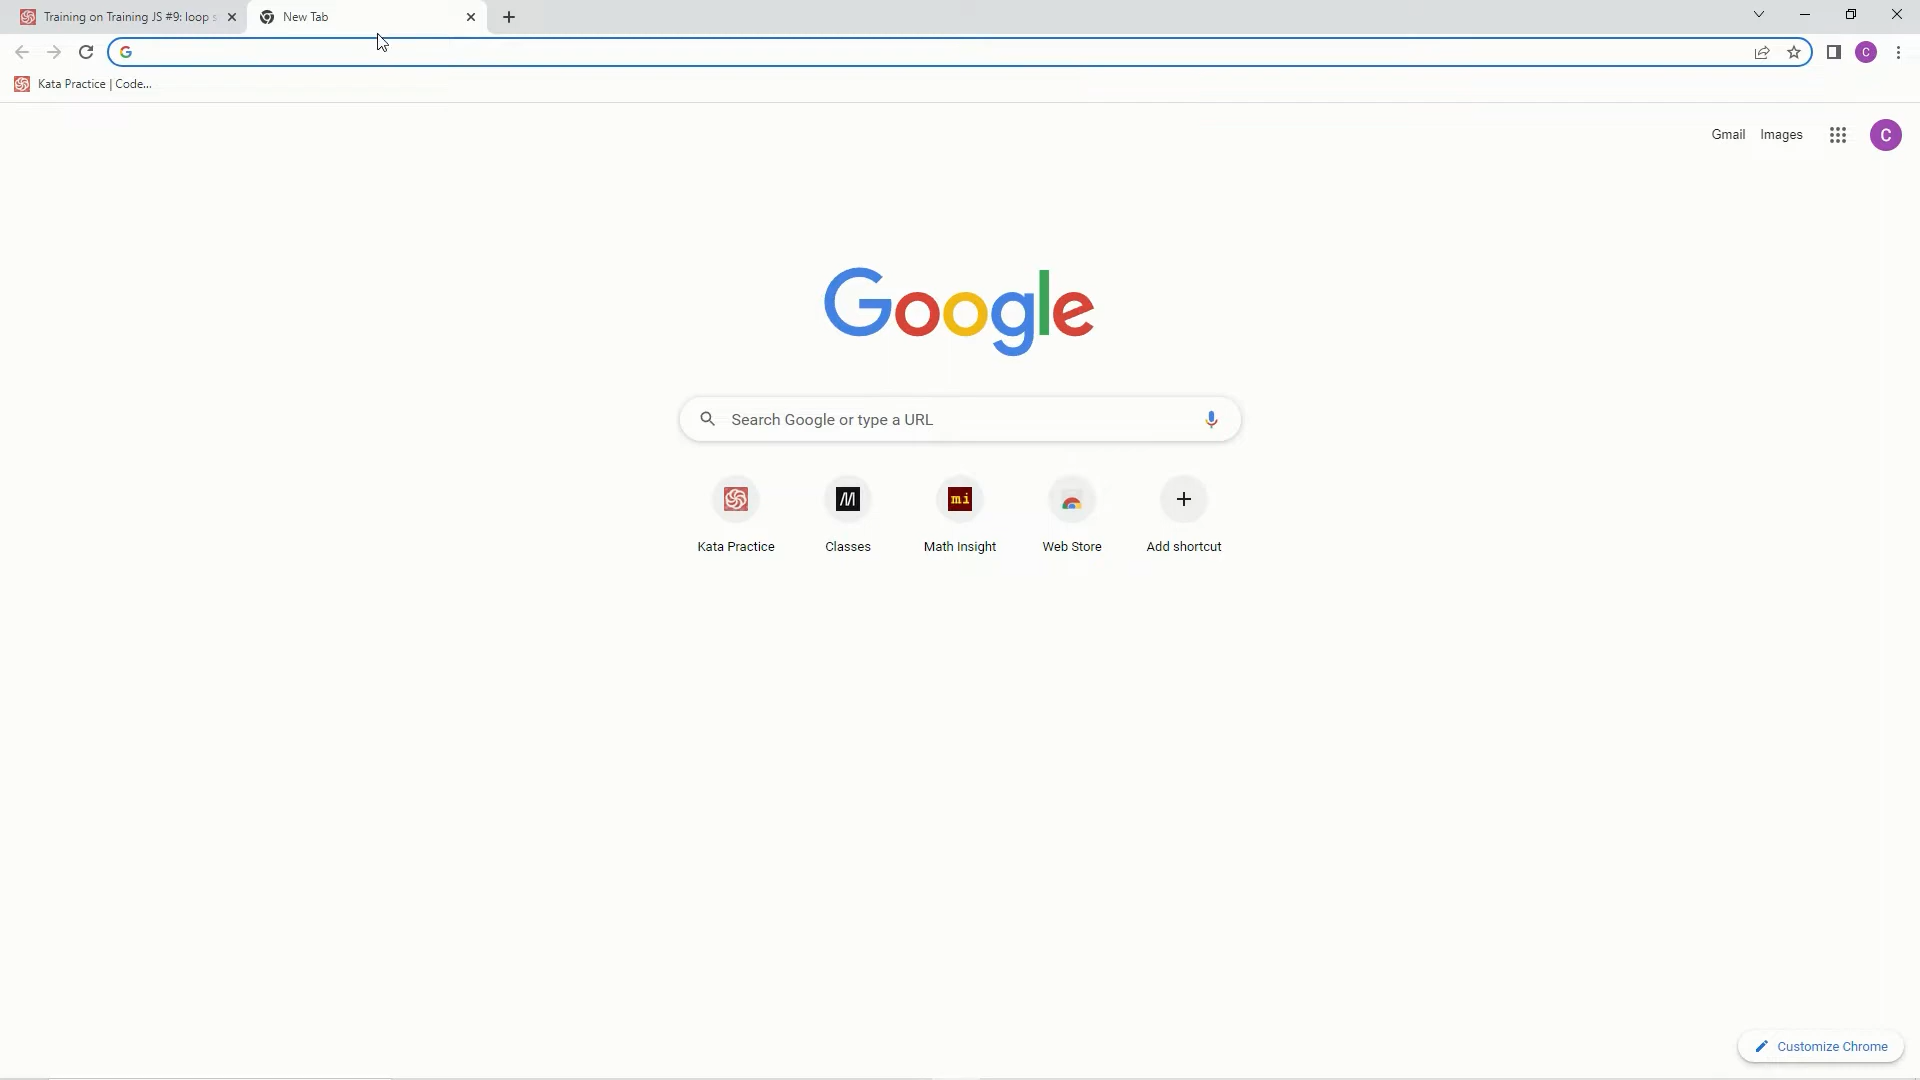 Training on Training JS #9: loop s
New Tab
C
Kata Practice | Code...
Gmail
Images
C
Google
Search Google or type a URL
mi
Kata Practice
Classes
Math Insight
Web Store
Add shortcut
Customize Chrome